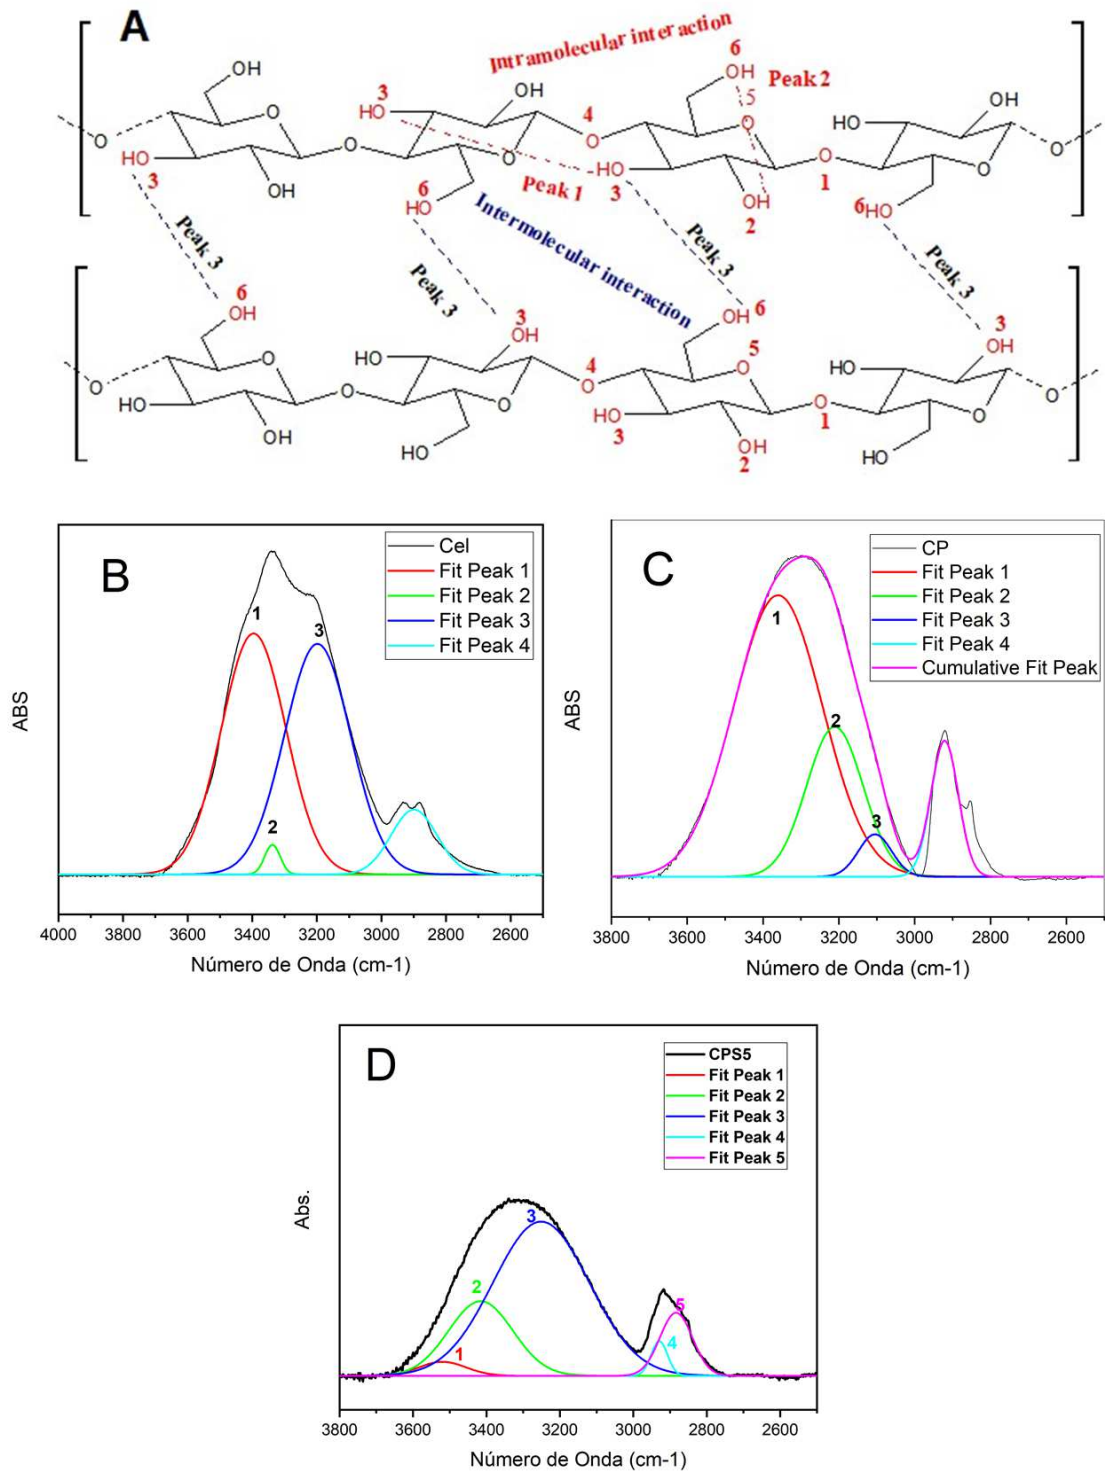 A
Intramolecular interaction
OH
3
HO
OH
4
O
6
OH
5
Peak 2
O
HO
OH
O
O
HO
3
O
OH
O
Peak 1
HO
3
OH
2
O
1
O
O
6
HO
6
HO
Peak 3
Peak 3
Intermolecular interaction
Peak 3
Peak 3
6
OH
3
OH
OH
6
3
OH
O
HO
O
O
HO
O
OH
O
4
O
5
O
HO
3
OH
2
O
1
HO
O
O
HO
HO
B
Cel
Fit Peak 1
Fit Peak 2
Fit Peak 3
Fit Peak 4
1
3
2
ABS
4000 3800 3600 3400 3200 3000 2800 2600
Número de Onda (cm-1)
C
CP
Fit Peak 1
Fit Peak 2
Fit Peak 3
Fit Peak 4
Cumulative Fit Peak
1
2
3
ABS
3800 3600 3400 3200 3000 2800 2600
Número de Onda (cm-1)
D
CPS5
Fit Peak 1
Fit Peak 2
Fit Peak 3
Fit Peak 4
Fit Peak 5
3
2
1
5
4
Abs.
3800 3600 3400 3200 3000 2800 2600
Número de Onda (cm-1)